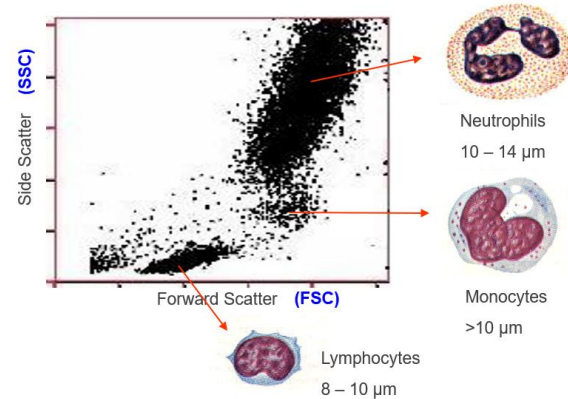 Side Scatter (SSC)
Forward Scatter (FSC)
Neutrophils
10 – 14 µm
Monocytes
>10 µm
Lymphocytes
8 – 10 µm